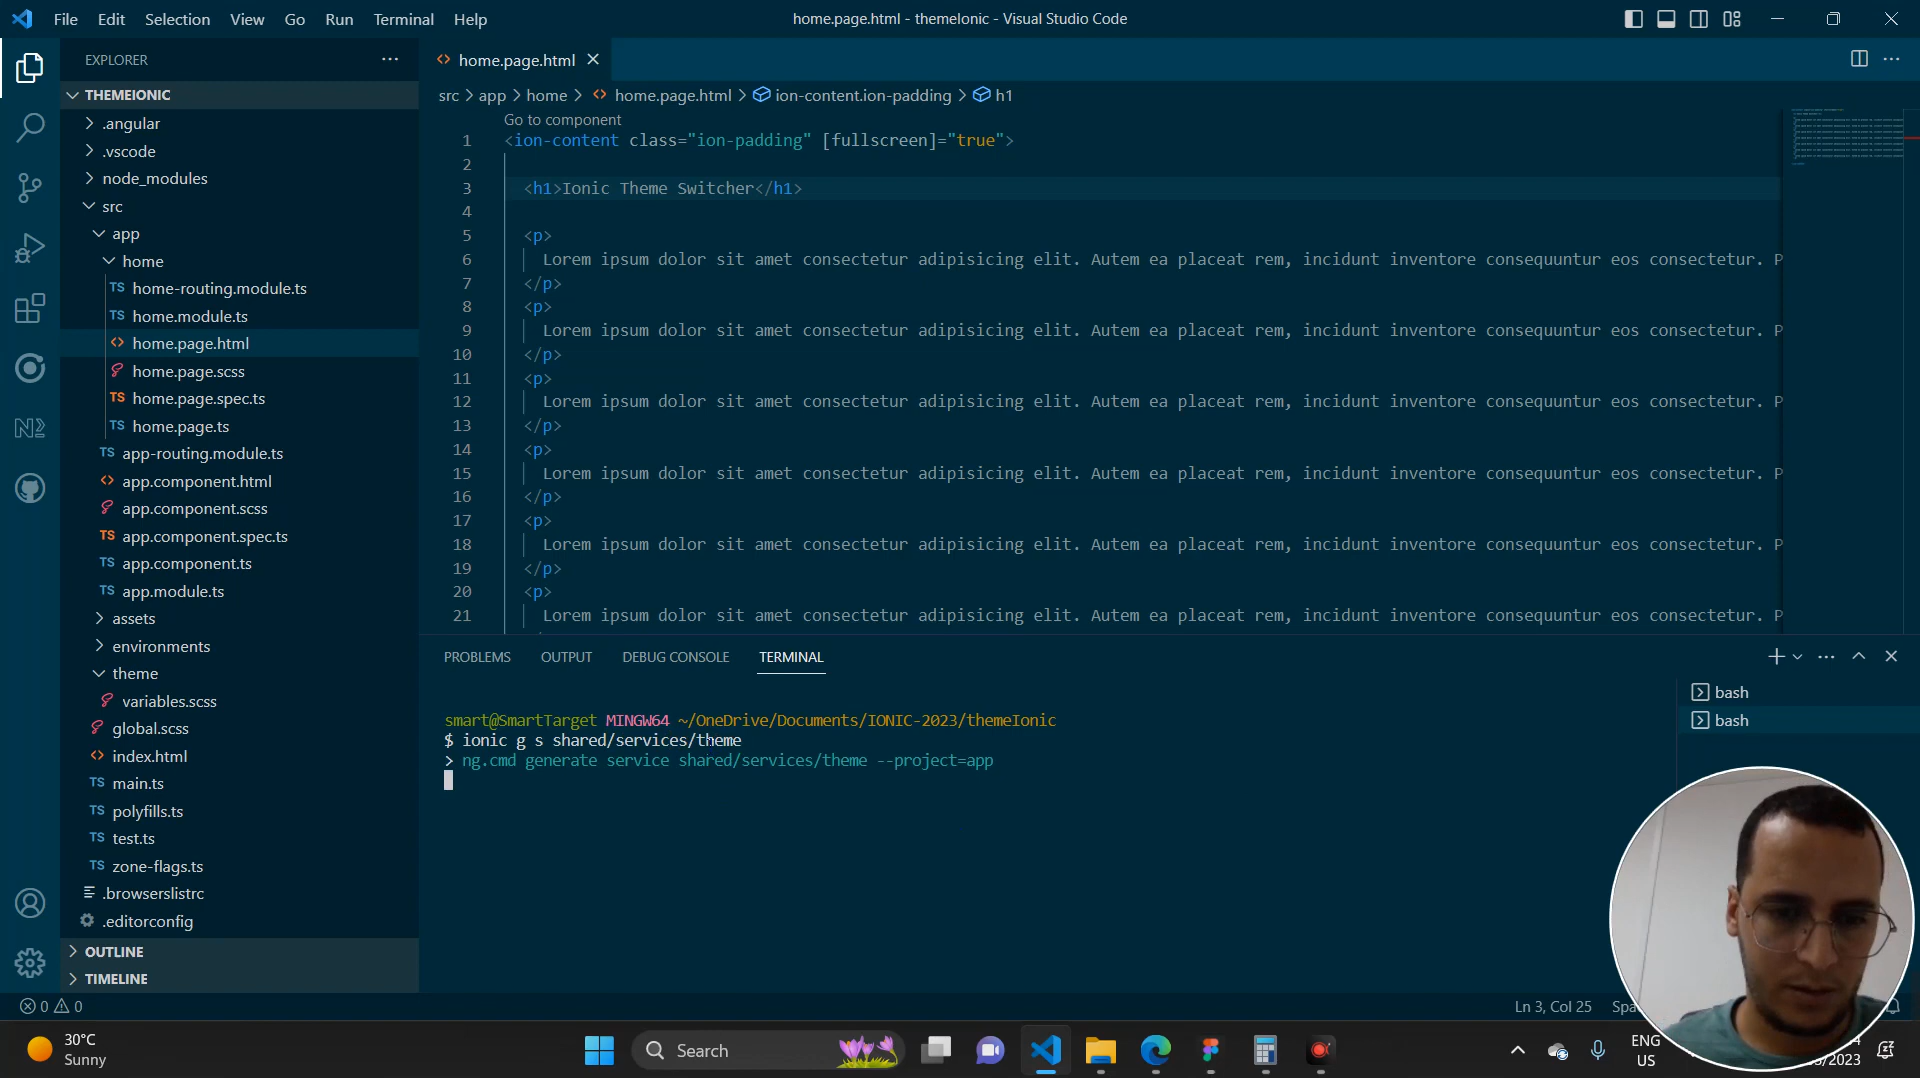 File Edit Selection View Go Run Terminal Help
home.page.html - themeIonic - Visual Studio Code
EXPLORER
THEMEIONIC
.angular
.vscode
node_modules
src
app
home
TS home-routing.module.ts
TS home.module.ts
<> home.page.html
home.page.scss
TS home.page.spec.ts
TS home.page.ts
TS app-routing.module.ts
<> app.component.html
app.component.scss
TS app.component.spec.ts
TS app.component.ts
TS app.module.ts
assets
environments
theme
variables.scss
global.scss
<> index.html
TS main.ts
TS polyfills.ts
TS test.ts
TS zone-flags.ts
.browserslistrc
.editorconfig
OUTLINE
TIMELINE
<> home.page.html
src > app > home > <> home.page.html > ion-content.ion-padding > h1
Go to component
1 <ion-content class="ion-padding" [fullscreen]="true">
2
3 <h1>Ionic Theme Switcher</h1>
4
5 <p>
6 Lorem ipsum dolor sit amet consectetur adipisicing elit. Autem ea placeat rem, incidunt inventore consequuntur eos consectetur. P
7 </p>
8 <p>
9 Lorem ipsum dolor sit amet consectetur adipisicing elit. Autem ea placeat rem, incidunt inventore consequuntur eos consectetur. P
10 </p>
11 <p>
12 Lorem ipsum dolor sit amet consectetur adipisicing elit. Autem ea placeat rem, incidunt inventore consequuntur eos consectetur. P
13 </p>
14 <p>
15 Lorem ipsum dolor sit amet consectetur adipisicing elit. Autem ea placeat rem, incidunt inventore consequuntur eos consectetur. P
16 </p>
17 <p>
18 Lorem ipsum dolor sit amet consectetur adipisicing elit. Autem ea placeat rem, incidunt inventore consequuntur eos consectetur. P
19 </p>
20 <p>
21 Lorem ipsum dolor sit amet consectetur adipisicing elit. Autem ea placeat rem, incidunt inventore consequuntur eos consectetur. P
PROBLEMS OUTPUT DEBUG CONSOLE TERMINAL
smart@SmartTarget MINGW64 ~/OneDrive/Documents/IONIC-2023/themeIonic
$ ionic g s shared/services/theme
> ng.cmd generate service shared/services/theme --project=app
bash
bash
0 0
Ln 3, Col 25
30°C
Sunny
Search
ENG
US
/2023